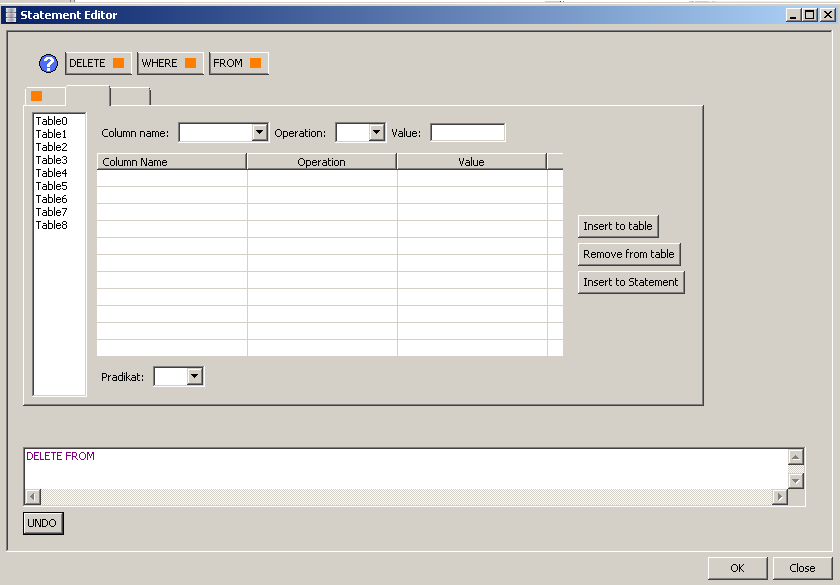 Statement Editor
? DELETE WHERE FROM
Column name: Operation: Value:
Table0
Table1
Table2
Table3
Table4
Table5
Table6
Table7
Table8
Column Name Operation Value
Insert to table
Remove from table
Insert to Statement
Pradikat:
DELETE FROM
UNDO
OK Close